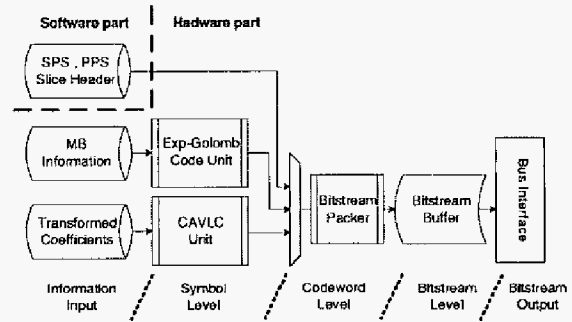 Software part
Hadware part
SPS , PPS
Slice Header
MB
Information
Exp-Golomb
Code Unit
Transformed
Coefficients
CAVLC
Unit
Bitstream
Packer
Bitstream
Buffer
Bus Interface
Information
Input
Symbol
Level
Codeword
Level
Bitstream
Level
Bitstream
Output